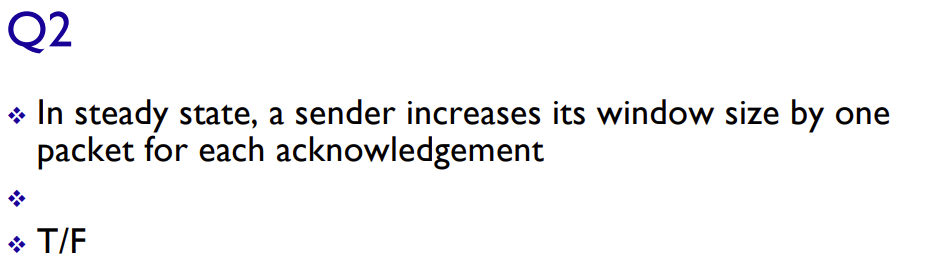 Q2
❖ In steady state, a sender increases its window size by one
packet for each acknowledgement
❖
❖ T/F